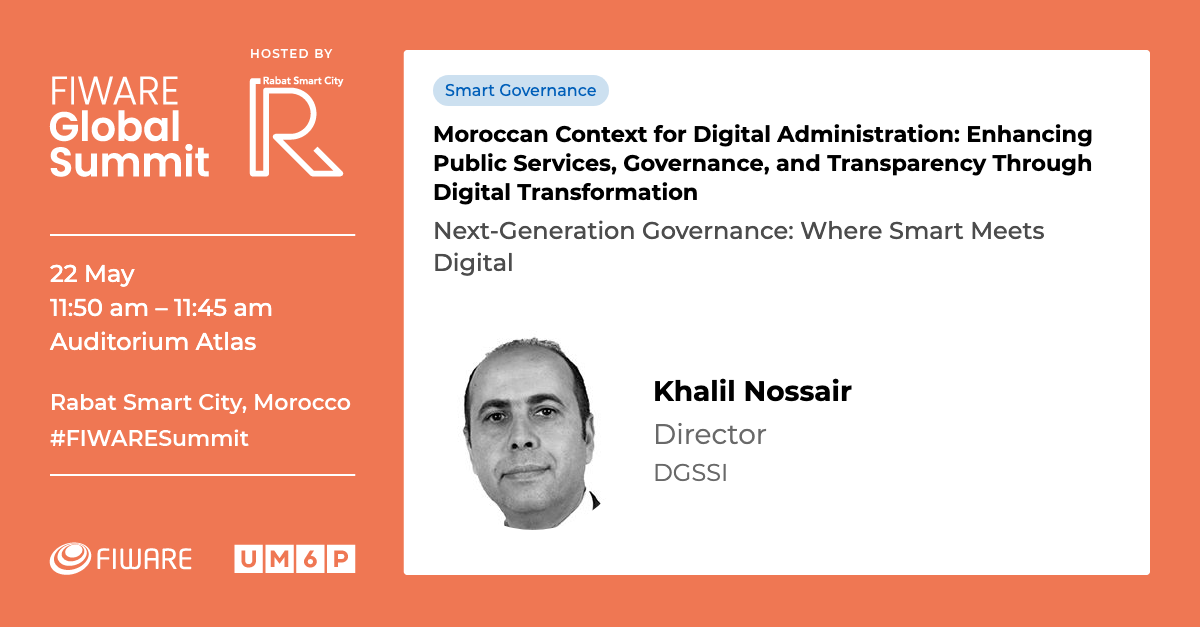 HOSTED BY
FIWARE
Global
Summit
Rabat Smart City
R
22 May
11:50 am – 11:45 am
Auditorium Atlas
Rabat Smart City, Morocco
#FIWARESummit
FIWARE
UM6P
Smart Governance
Moroccan Context for Digital Administration: Enhancing
Public Services, Governance, and Transparency Through
Digital Transformation
Next-Generation Governance: Where Smart Meets
Digital
Khalil Nossair
Director
DGSSI